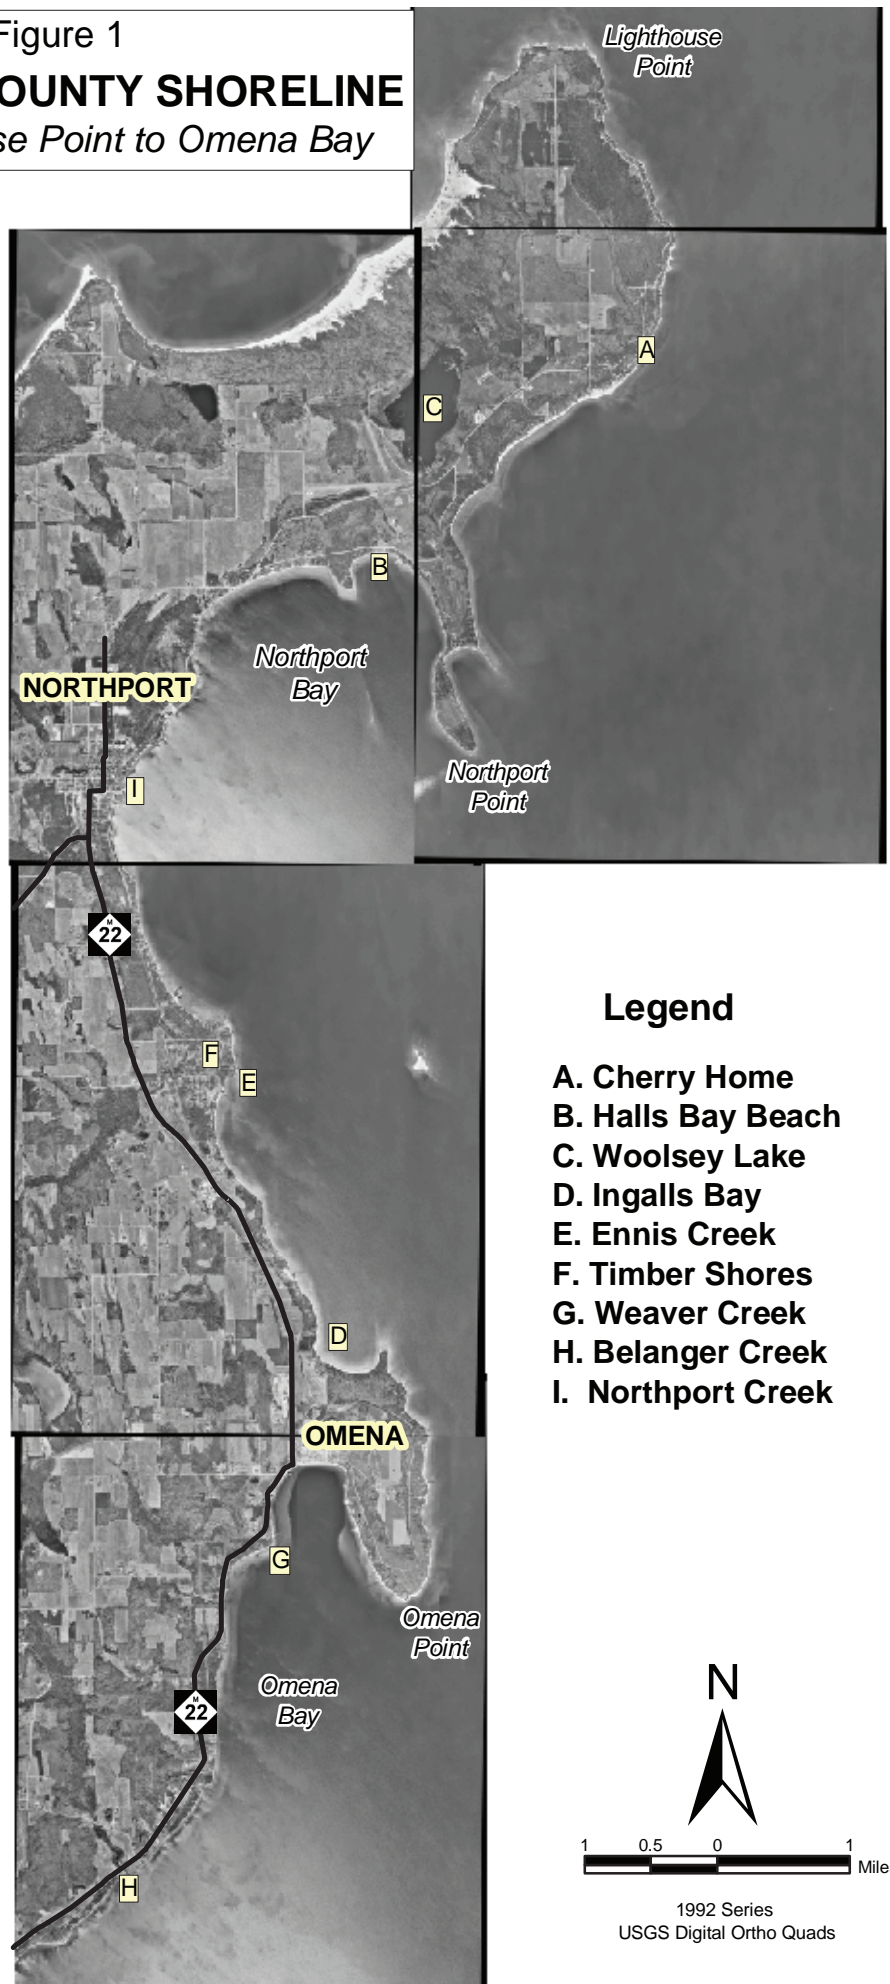 Figure 1
OUNTY SHORELINE
se Point to Omena Bay
Lighthouse
Point
A
C
B
Northport
Bay
NORTHPORT
Northport
Point
I
M
22
F
E
Legend
A. Cherry Home
B. Halls Bay Beach
C. Woolsey Lake
D. Ingalls Bay
E. Ennis Creek
F. Timber Shores
G. Weaver Creek
H. Belanger Creek
I. Northport Creek
D
OMENA
G
Omena
Point
Omena
Bay
M
22
H
N
1 0.5 0 1
Mile
1992 Series
USGS Digital Ortho Quads